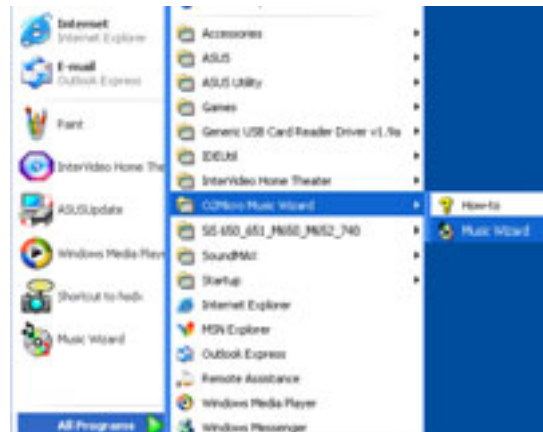 Internet
Internet Explorer
E-mail
Outlook Express
Paint
InterVideo Home The
ASUSUpdate
Windows Media Playe
Shortcut to
Music Wizard
All Programs
Accessories
ASUS
ASUS Utility
Games
Generic USB Card Reader Driver v1.9a
IDEUtil
InterVideo Home Theater
O2Micro Music Wizard
SiS 650_651_M650_M652_740
SoundMAX
Startup
Internet Explorer
MSN Explorer
Outlook Express
Remote Assistance
Windows Media Player
Windows Messenger
How-to
Music Wizard